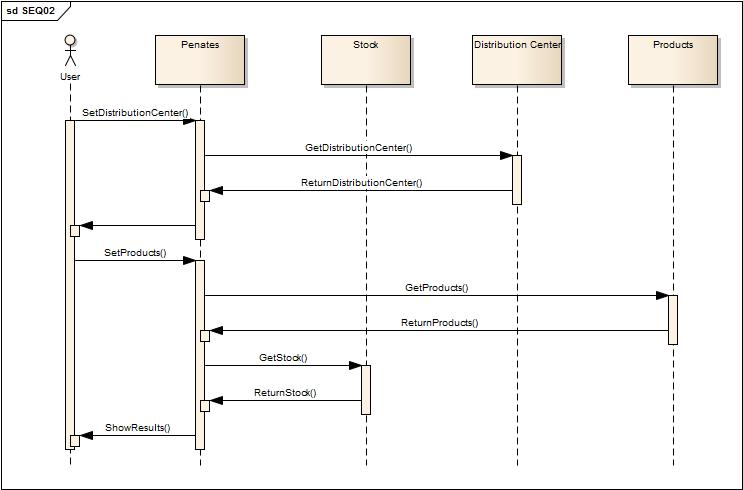 sd SEQ02
User
Penates
Stock
Distribution Center
Products
SetDistributionCenter()
GetDistributionCenter()
ReturnDistributionCenter()
SetProducts()
GetProducts()
ReturnProducts()
GetStock()
ReturnStock()
ShowResults()